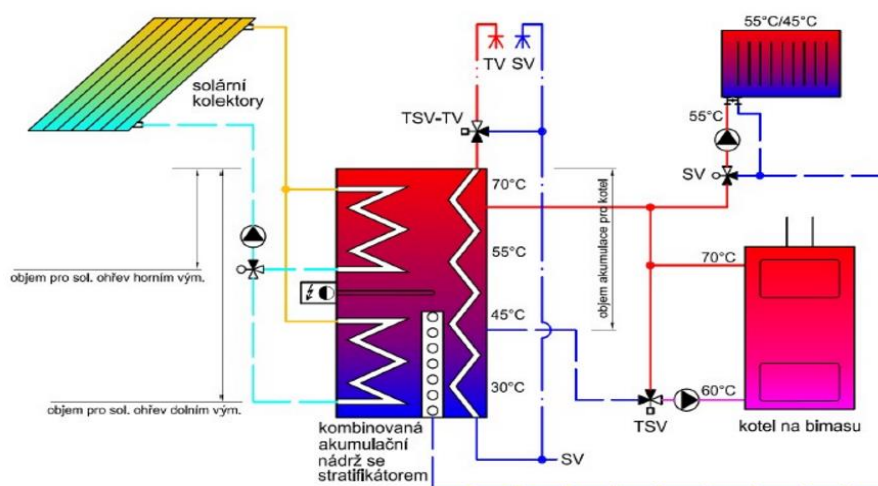 55°C/45°C
solární
kolektory
TV SV
TSV-TV
55°C
SV
70°C
objem akumulace pro kotel
55°C
70°C
objem pro sol. ohřev horním vým.
45°C
30°C
60°C
objem pro sol. ohřev dolním vým.
TSV
kotel na bimasu
kombinovaná
akumulační
nádrž se
stratifikátorem
SV